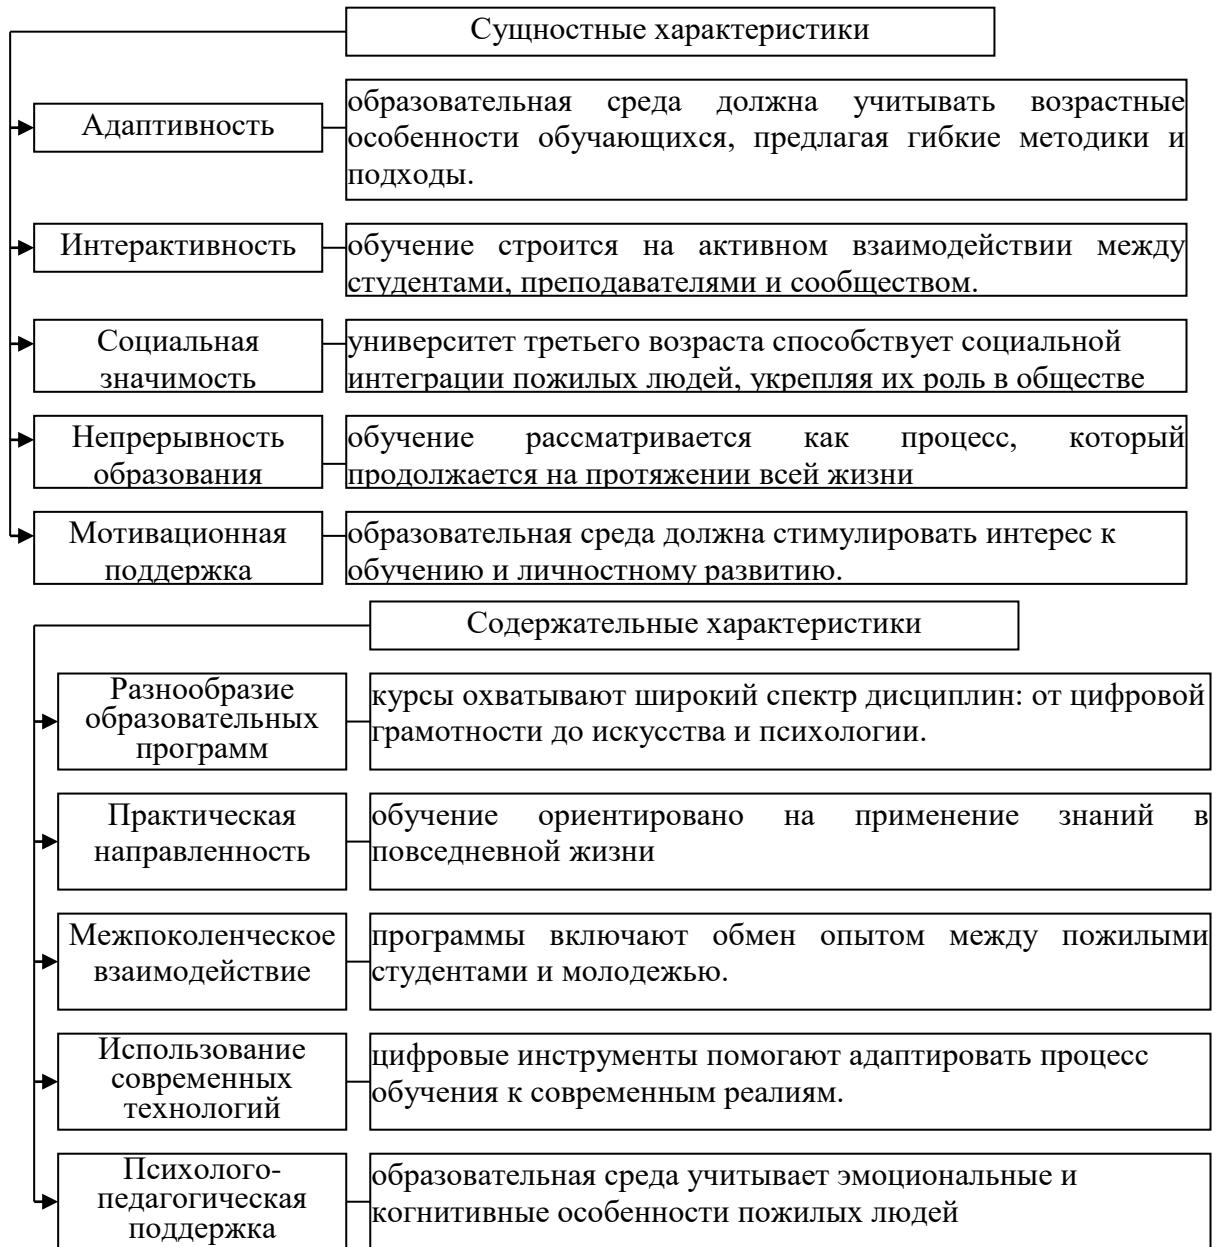 Сущностные характеристики
Адаптивность
образовательная среда должна учитывать возрастные
особенности обучающихся, предлагая гибкие методики и
подходы.
Интерактивность
обучение строится на активном взаимодействии между
студентами, преподавателями и сообществом.
Социальная
значимость
университет третьего возраста способствует социальной
интеграции пожилых людей, укрепляя их роль в обществе
Непрерывность
образования
обучение рассматривается как процесс, который
продолжается на протяжении всей жизни
Мотивационная
поддержка
образовательная среда должна стимулировать интерес к
обучению и личностному развитию.
Содержательные характеристики
Разнообразие
образовательных
программ
курсы охватывают широкий спектр дисциплин: от цифровой
грамотности до искусства и психологии.
Практическая
направленность
обучение ориентировано на применение знаний в
повседневной жизни
Межпоколенческое
взаимодействие
программы включают обмен опытом между пожилыми
студентами и молодежью.
Использование
современных
технологий
цифровые инструменты помогают адаптировать процесс
обучения к современным реалиям.
Психолого-
педагогическая
поддержка
образовательная среда учитывает эмоциональные и
когнитивные особенности пожилых людей